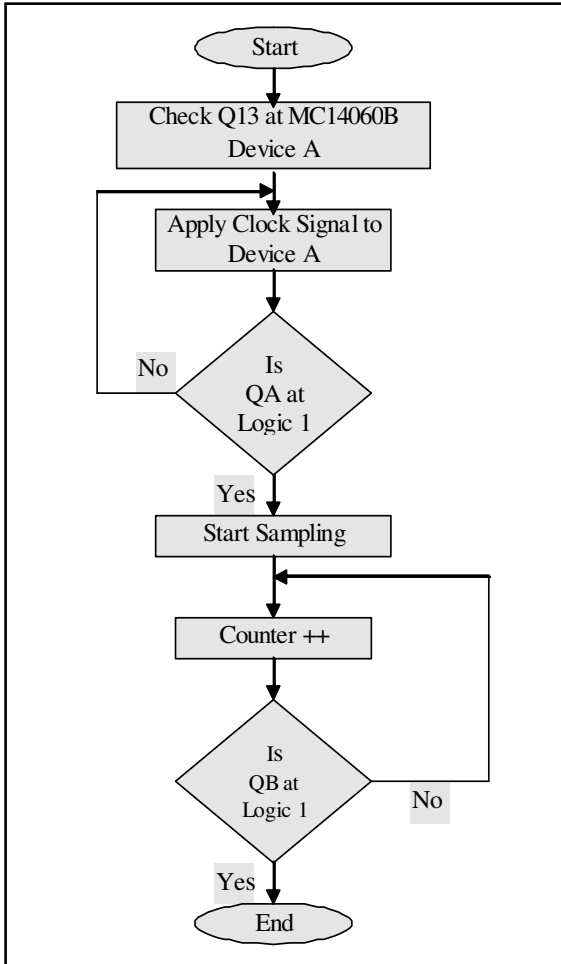 Start
Check Q13 at MC14060B
Device A
Apply Clock Signal to
Device A
Is
QA at
Logic 1
No
Yes
Start Sampling
Counter ++
Is
QB at
Logic 1
No
Yes
End